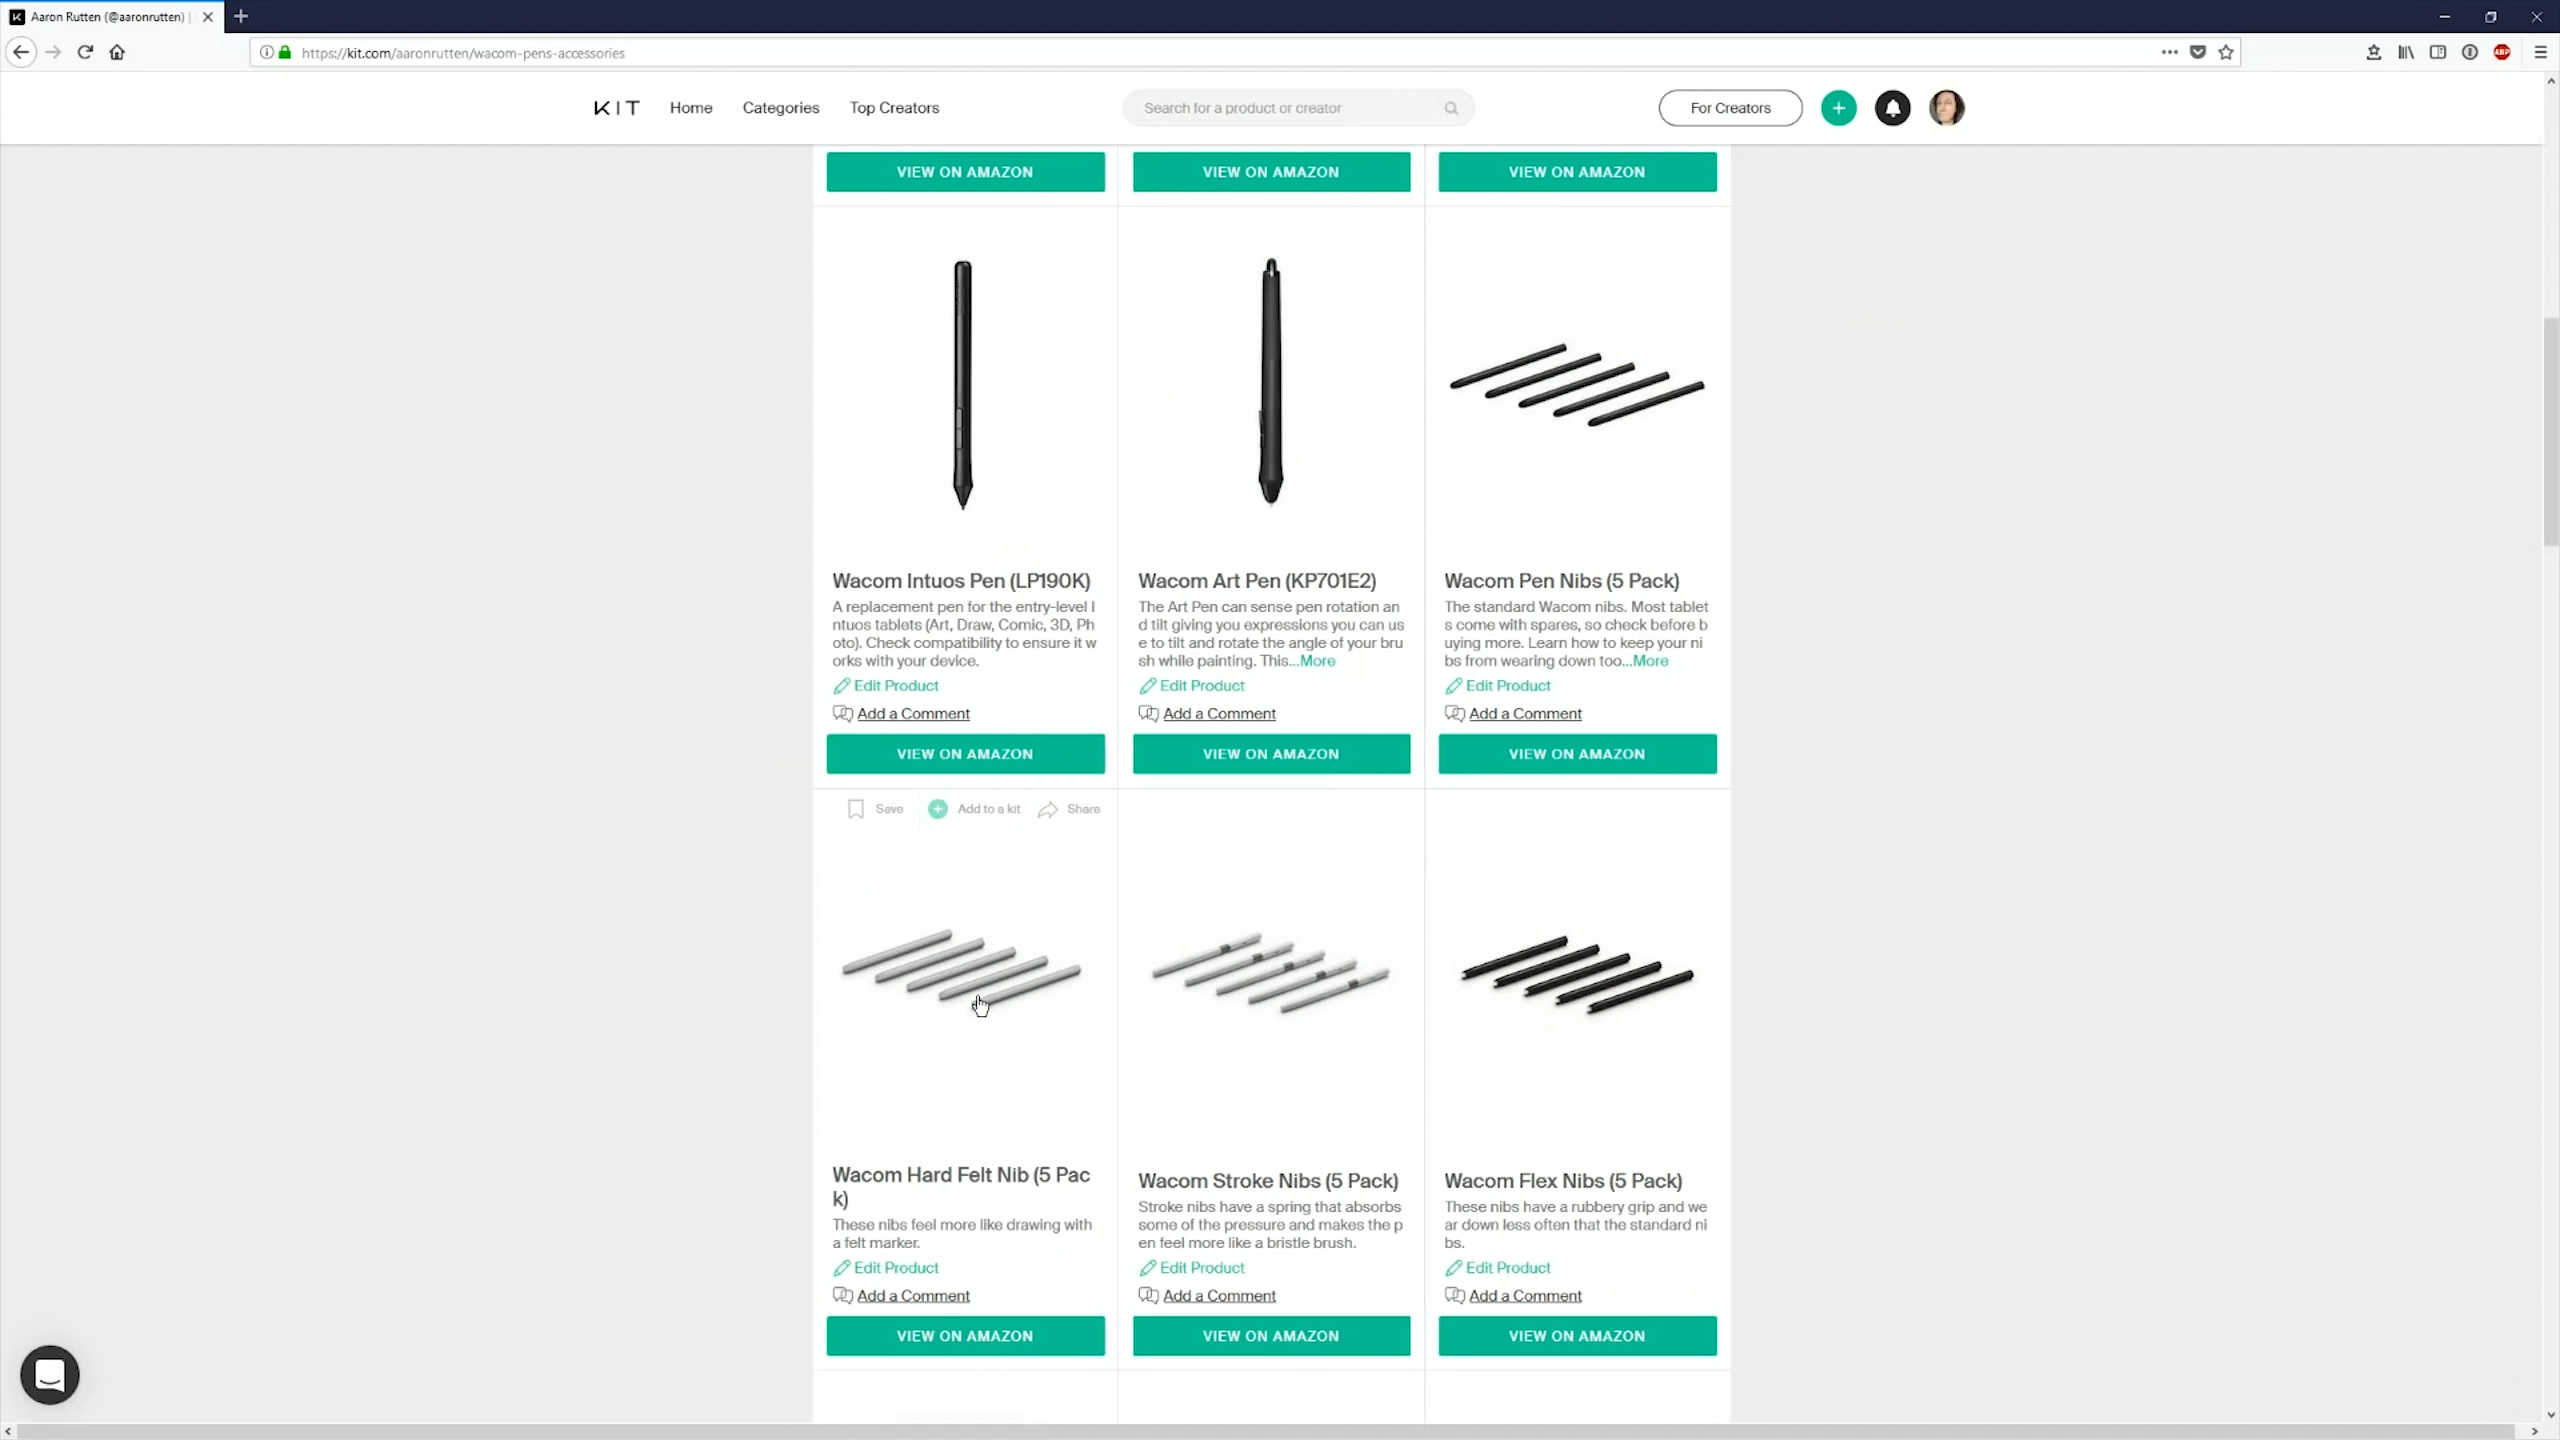 Aaron Rutten (@aaronrutten) |
https://kit.com/aaronrutten/wacom-pens-accessories
ABP
KIT
Home
Categories
Top Creators
Search for a product or creator
For Creators
VIEW ON AMAZON
VIEW ON AMAZON
VIEW ON AMAZON
Wacom Intuos Pen (LP190K)
A replacement pen for the entry-level I
ntuos tablets (Art, Draw, Comic, 3D, Ph
oto). Check compatibility to ensure it w
orks with your device.
Edit Product
Add a Comment
VIEW ON AMAZON
Wacom Art Pen (KP701E2)
The Art Pen can sense pen rotation an
d tilt giving you expressions you can us
e to tilt and rotate the angle of your bru
sh while painting. This...More
Edit Product
Add a Comment
VIEW ON AMAZON
Wacom Pen Nibs (5 Pack)
The standard Wacom nibs. Most tablet
s come with spares, so check before b
uying more. Learn how to keep your ni
bs from wearing down too...More
Edit Product
Add a Comment
VIEW ON AMAZON
Save
Add to a kit
Share
Wacom Hard Felt Nib (5 Pac
k)
These nibs feel more like drawing with
a felt marker.
Edit Product
Add a Comment
VIEW ON AMAZON
Wacom Stroke Nibs (5 Pack)
Stroke nibs have a spring that absorbs
some of the pressure and makes the p
en feel more like a bristle brush.
Edit Product
Add a Comment
VIEW ON AMAZON
Wacom Flex Nibs (5 Pack)
These nibs have a rubbery grip and we
ar down less often that the standard ni
bs.
Edit Product
Add a Comment
VIEW ON AMAZON